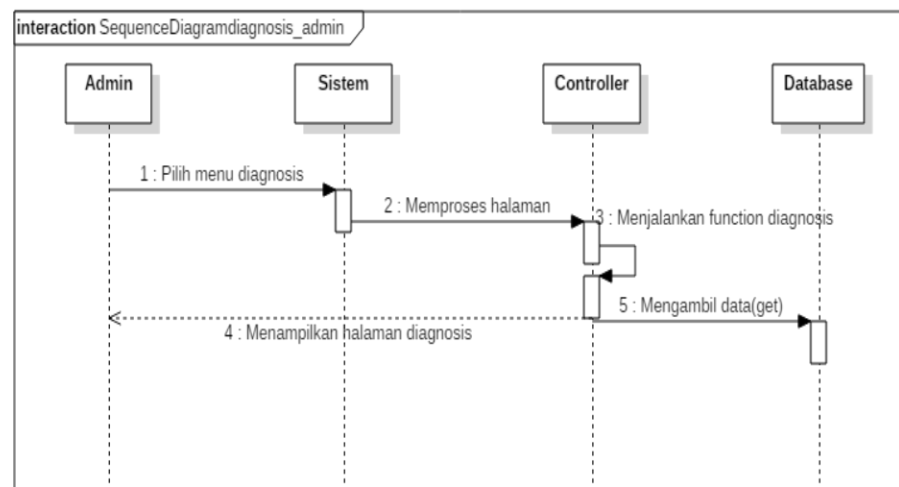 interaction SequenceDiagramdiagnosis_admin
Admin
Sistem
Controller
Database
1 : Pilih menu diagnosis
2 : Memproses halaman
3 : Menjalankan function diagnosis
5 : Mengambil data(get)
4 : Menampilkan halaman diagnosis